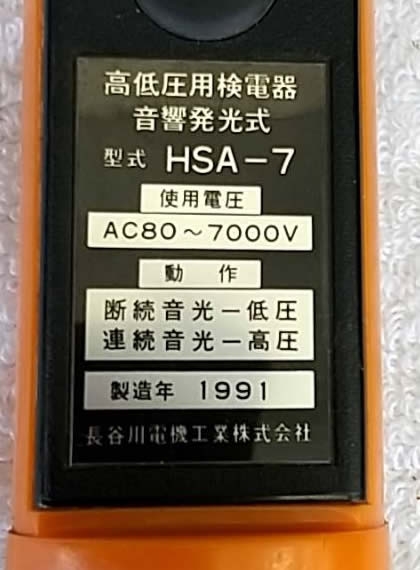 高低圧用検電器
音響発光式
型式 HSA-7
使用電圧
AC80~7000V
動作
断続音光-低圧
連続音光-高圧
製造年 1991
長谷川電機工業株式会社